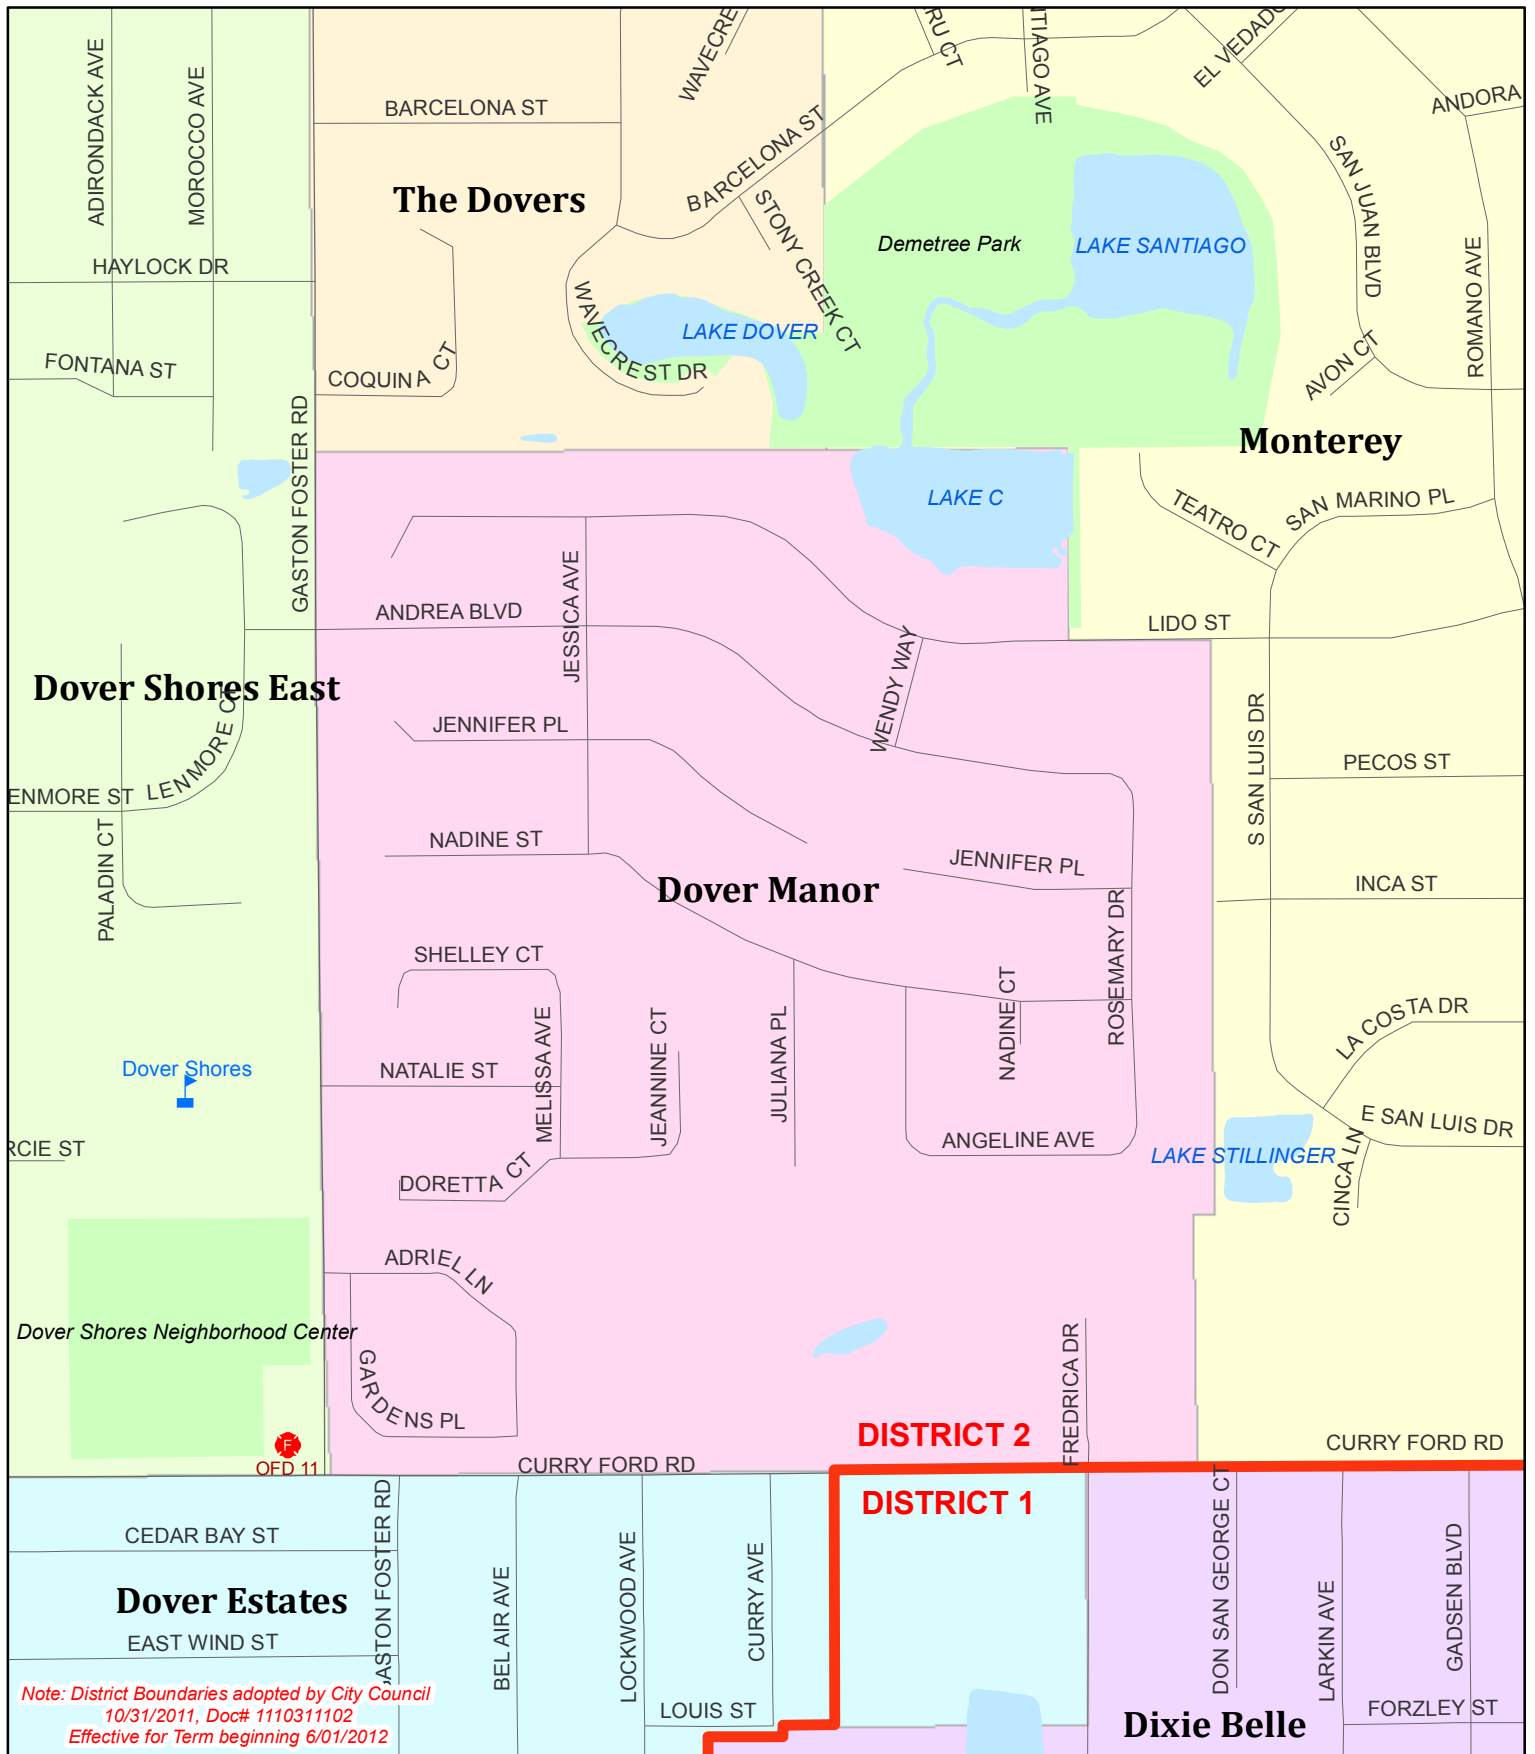 WAVECRE
RU CT
TIAGO AVE
EL VEDADO
ADIRONDACK AVE
MOROCCO AVE
BARCELONA ST
BARCELONA ST
ANDORA
SAN JUAN BLVD
The Dovers
STONY CREEK CT
Demetree Park
LAKE SANTIAGO
HAYLOCK DR
ROMANO AVE
WAVECREST DR
LAKE DOVER
FONTANA ST
COQUINA CT
AVON CT
GASTON FOSTER RD
Monterey
LAKE C
TEATRO CT
SAN MARINO PL
ANDREA BLVD
JESSICA AVE
LIDO ST
WENDY WAY
Dover Shores East
LENMORE CT
JENNIFER PL
S SAN LUIS DR
PECOS ST
ENMORE ST
PALADIN CT
NADINE ST
JENNIFER PL
Dover Manor
INCA ST
ROSEMARY DR
SHELLEY CT
NADINE CT
MELISSA AVE
JEANNINE CT
JULIANA PL
LA COSTA DR
Dover Shores
NATALIE ST
RCIE ST
ANGELINE AVE
E SAN LUIS DR
LAKE STILLINGER
CINCA LN
DORETTA CT
ADRIEL LN
Dover Shores Neighborhood Center
GARDENS PL
FREDRICA DR
DISTRICT 2
F
OFD 11
CURRY FORD RD
CURRY FORD RD
DISTRICT 1
CEDAR BAY ST
GASTON FOSTER RD
BEL AIR AVE
LOCKWOOD AVE
CURRY AVE
DON SAN GEORGE CT
LARKIN AVE
GADSEN BLVD
Dover Estates
EAST WIND ST
LOUIS ST
FORZLEY ST
Dixie Belle
Note: District Boundaries adopted by City Council
10/31/2011, Doc# 1110311102
Effective for Term beginning 6/01/2012